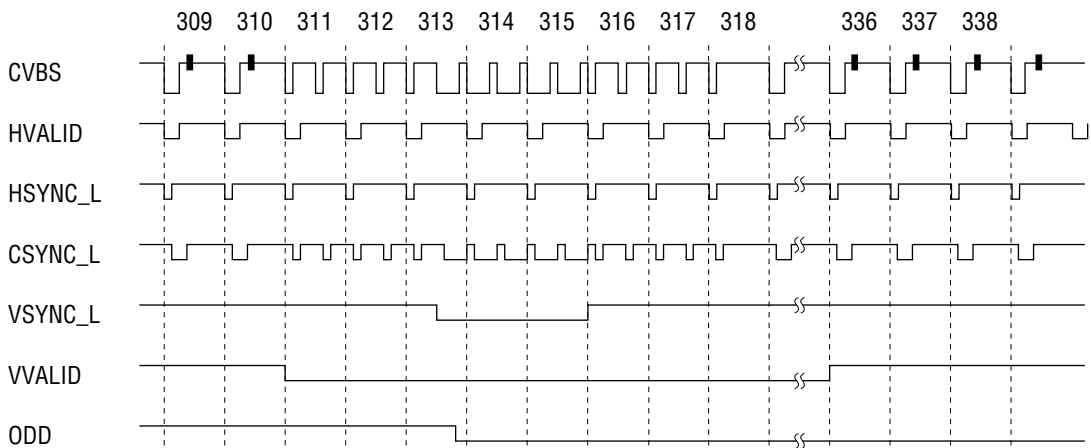 309 310 311 312 313 314 315 316 317 318 336 337 338
CVBS
HVALID
HSYNC_L
CSYNC_L
VSYNC_L
VVALID
ODD